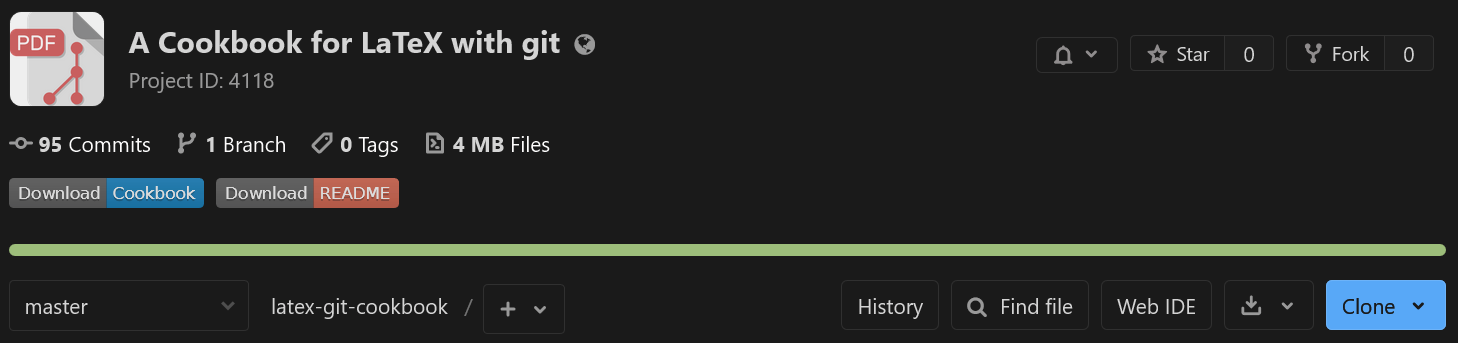 PDF
A Cookbook for LaTeX with git
Project ID: 4118
Star 0 Fork 0
95 Commits 1 Branch 0 Tags 4 MB Files
Download Cookbook Download README
master latex-git-cookbook / + History Find file Web IDE Clone